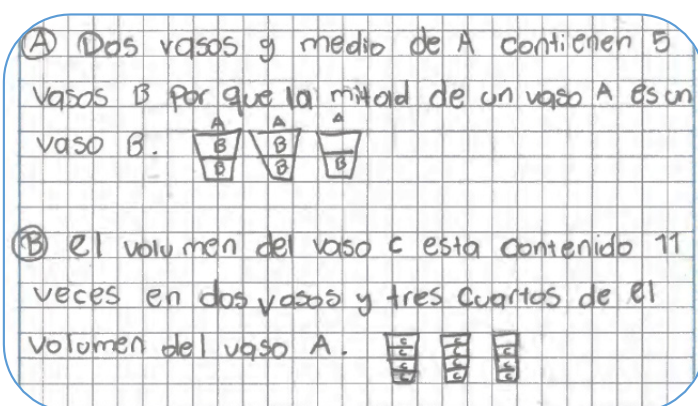 Ⓐ Dos vasos y medio de A contienen 5
vasos B por que la mitad de un vaso A es un
vaso B.
A A A
B B
B B B
Ⓑ el volumen del vaso c esta contenido 11
veces en dos vasos y tres cuartos de el
volumen del vaso A.
c c
c c c
c c c
c c c